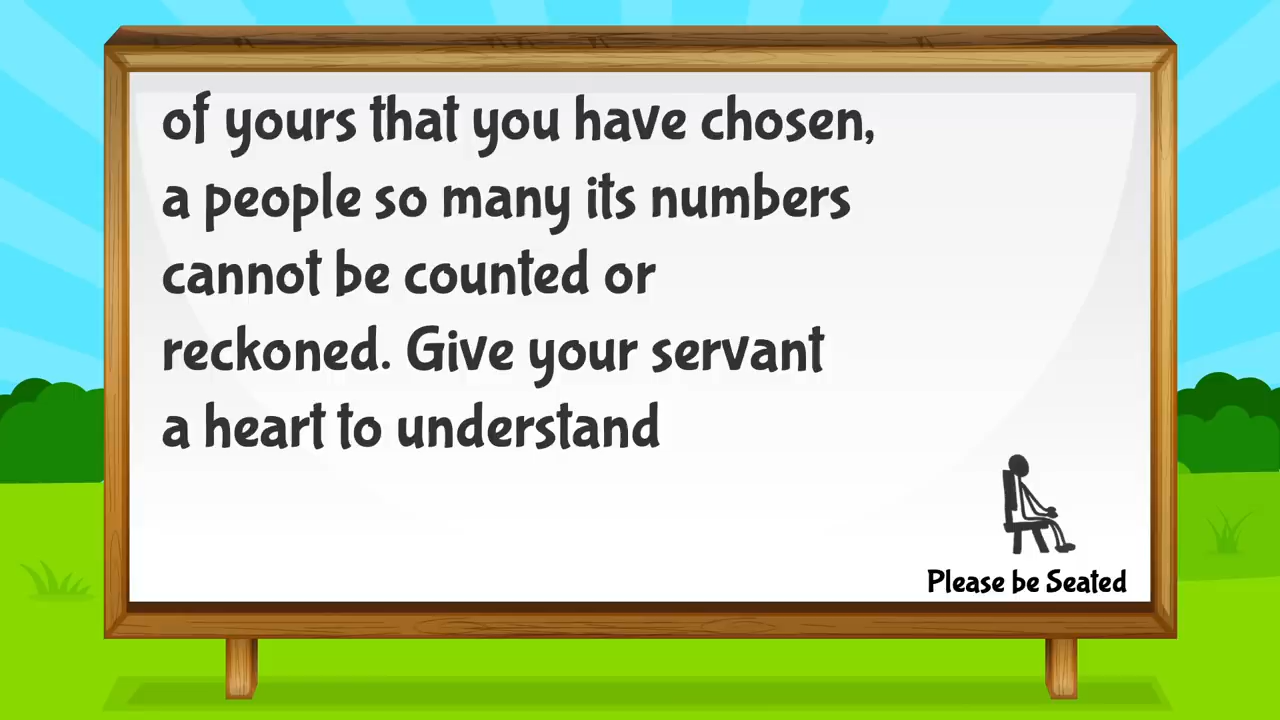 of yours that you have chosen,
a people so many its numbers
cannot be counted or
reckoned. Give your servant
a heart to understand
Please be Seated